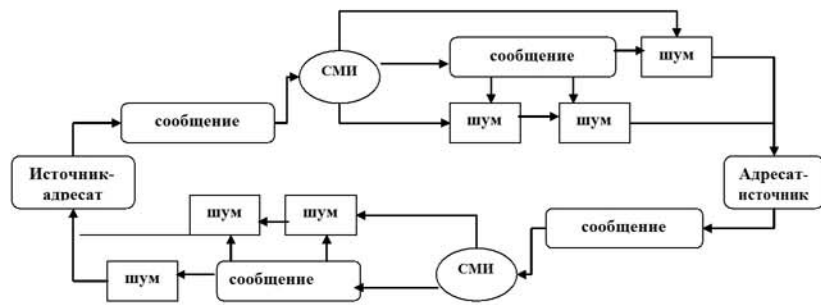 СМИ
сообщение
шум
сообщение
шум
шум
Источник-
адресат
Адресат-
источник
шум
шум
сообщение
шум
сообщение
СМИ